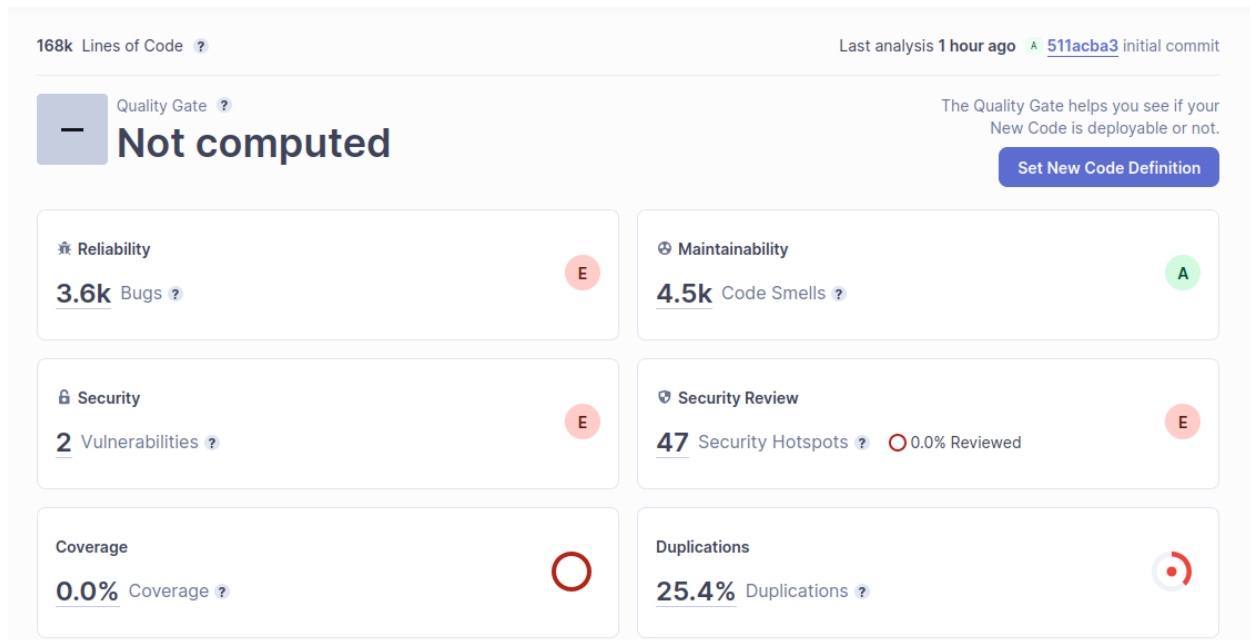 168k Lines of Code ?
Last analysis 1 hour ago A 511acba3 initial commit
Quality Gate ?
Not computed
The Quality Gate helps you see if your
New Code is deployable or not.
Set New Code Definition
Reliability
3.6k Bugs ?
E
Maintainability
4.5k Code Smells ?
A
Security
2 Vulnerabilities ?
E
Security Review
47 Security Hotspots ? 0.0% Reviewed
E
Coverage
0.0% Coverage ?
Duplications
25.4% Duplications ?